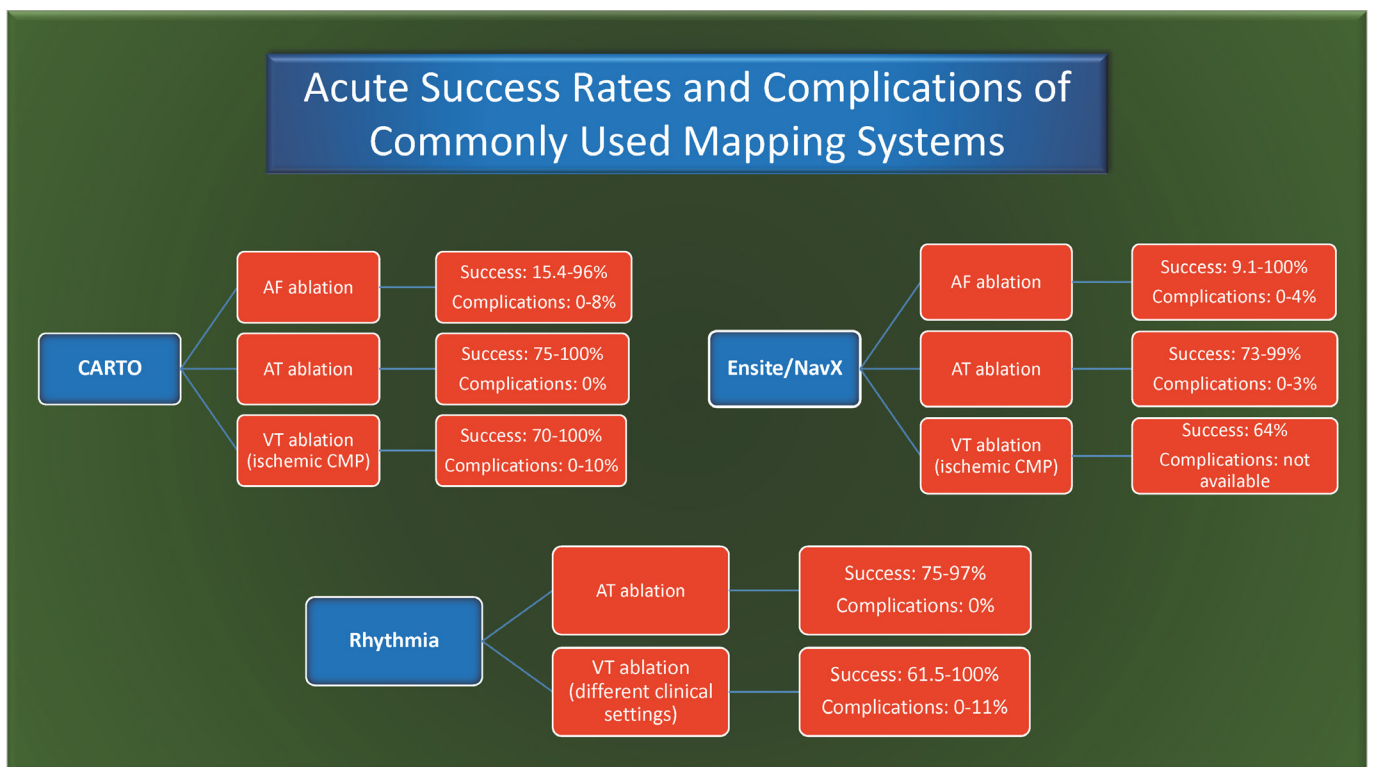 Acute Success Rates and Complications of
Commonly Used Mapping Systems
CARTO
AF ablation
Success: 15.4-96%
Complications: 0-8%
AT ablation
Success: 75-100%
Complications: 0%
VT ablation
(ischemic CMP)
Success: 70-100%
Complications: 0-10%
Ensite/NavX
AF ablation
Success: 9.1-100%
Complications: 0-4%
AT ablation
Success: 73-99%
Complications: 0-3%
VT ablation
(ischemic CMP)
Success: 64%
Complications: not
available
Rhythmia
AT ablation
Success: 75-97%
Complications: 0%
VT ablation
(different clinical
settings)
Success: 61.5-100%
Complications: 0-11%